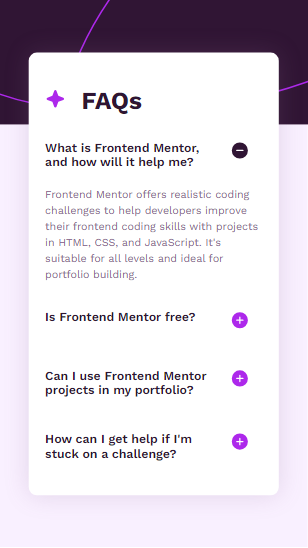 FAQs
What is Frontend Mentor,
and how will it help me?
Frontend Mentor offers realistic coding
challenges to help developers improve
their frontend coding skills with projects
in HTML, CSS, and JavaScript. It's
suitable for all levels and ideal for
portfolio building.
Is Frontend Mentor free?
Can I use Frontend Mentor
projects in my portfolio?
How can I get help if I'm
stuck on a challenge?